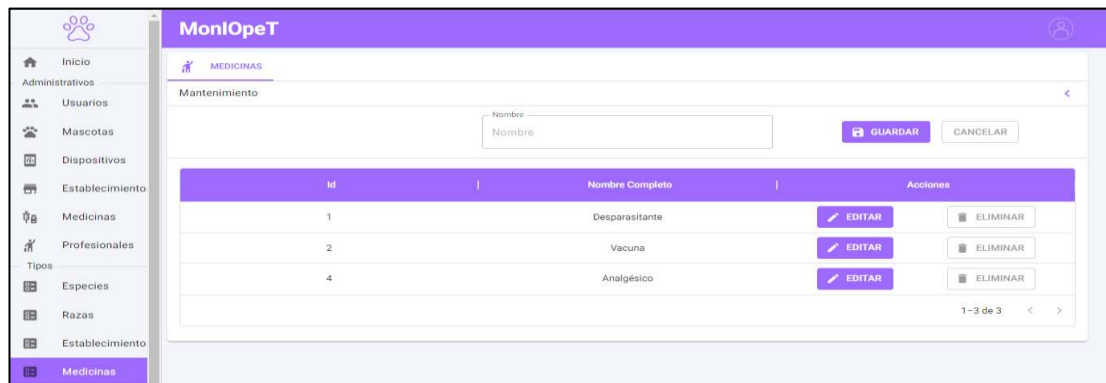 MonIOpeT
Inicio
Administrativos
Usuarios
Mascotas
Dispositivos
Establecimiento
Medicinas
Profesionales
Tipos
Especies
Razas
Establecimiento
Medicinas
MEDICINAS
Mantenimiento
Nombre
Nombre
GUARDAR CANCELAR
Id Nombre Completo Acciones
1 Desparasitante EDITAR ELIMINAR
2 Vacuna EDITAR ELIMINAR
4 Analgésico EDITAR ELIMINAR
1–3 de 3